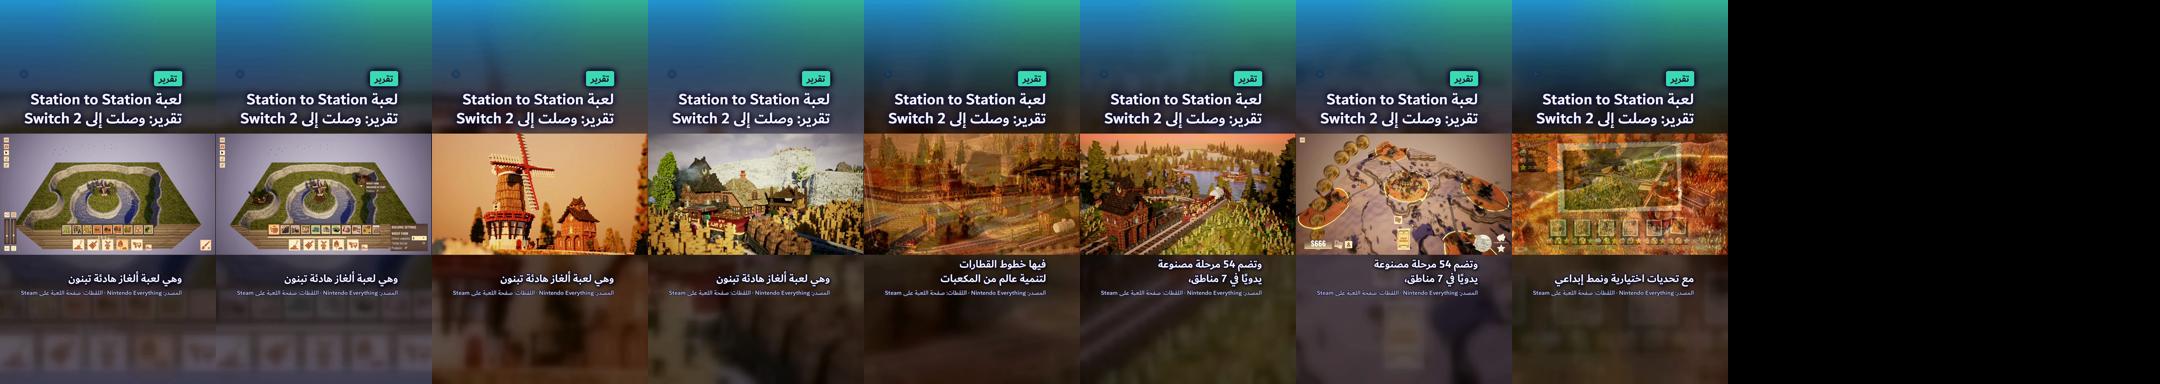 تقرير
لعبة Station to Station
تقرير: وصلت إلى Switch 2
وهي لعبة ألغاز هادئة تبنون
المصدر: Nintendo Everything · اللقطات: صفحة اللعبة على Steam
تقرير
لعبة Station to Station
تقرير: وصلت إلى Switch 2
وهي لعبة ألغاز هادئة تبنون
المصدر: Nintendo Everything · اللقطات: صفحة اللعبة على Steam
تقرير
لعبة Station to Station
تقرير: وصلت إلى Switch 2
وهي لعبة ألغاز هادئة تبنون
المصدر: Nintendo Everything · اللقطات: صفحة اللعبة على Steam
تقرير
لعبة Station to Station
تقرير: وصلت إلى Switch 2
وهي لعبة ألغاز هادئة تبنون
المصدر: Nintendo Everything · اللقطات: صفحة اللعبة على Steam
تقرير
لعبة Station to Station
تقرير: وصلت إلى Switch 2
فيها خطوط القطارات
لتنمية عالم من المكعبات
المصدر: Nintendo Everything · اللقطات: صفحة اللعبة على Steam
تقرير
لعبة Station to Station
تقرير: وصلت إلى Switch 2
وتضم 54 مرحلة مصنوعة
يدويًا في 7 مناطق،
المصدر: Nintendo Everything · اللقطات: صفحة اللعبة على Steam
تقرير
لعبة Station to Station
تقرير: وصلت إلى Switch 2
$666
وتضم 54 مرحلة مصنوعة
يدويًا في 7 مناطق،
المصدر: Nintendo Everything · اللقطات: صفحة اللعبة على Steam
تقرير
لعبة Station to Station
تقرير: وصلت إلى Switch 2
مع تحديات اختيارية ونمط إبداعي
المصدر: Nintendo Everything · اللقطات: صفحة اللعبة على Steam